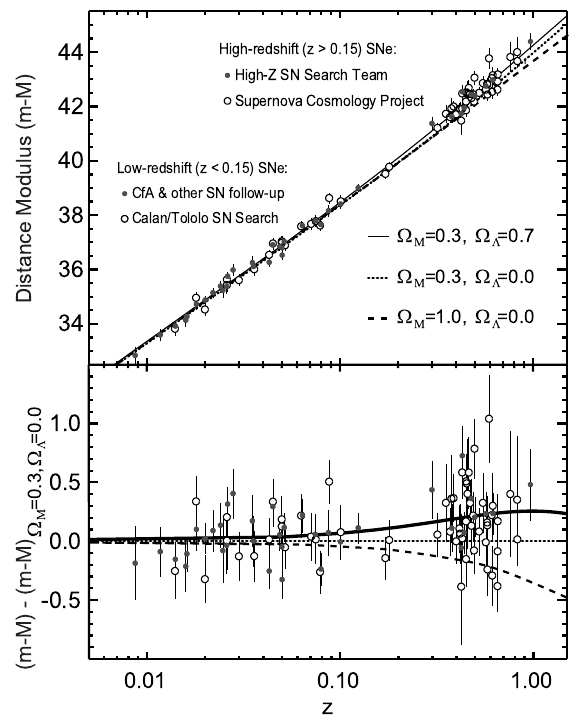 44
42
40
38
36
34
Distance Modulus (m-M)
High-redshift (z > 0.15) SNe:
High-Z SN Search Team
Supernova Cosmology Project
Low-redshift (z < 0.15) SNe:
CfA & other SN follow-up
Calan/Tololo SN Search
Ω_M=0.3, Ω_Λ=0.7
Ω_M=0.3, Ω_Λ=0.0
Ω_M=1.0, Ω_Λ=0.0
1.0
0.5
0.0
-0.5
(m-M) - (m-M) Ω_M=0.3, Ω_Λ=0.0
0.01
0.10
1.00
z